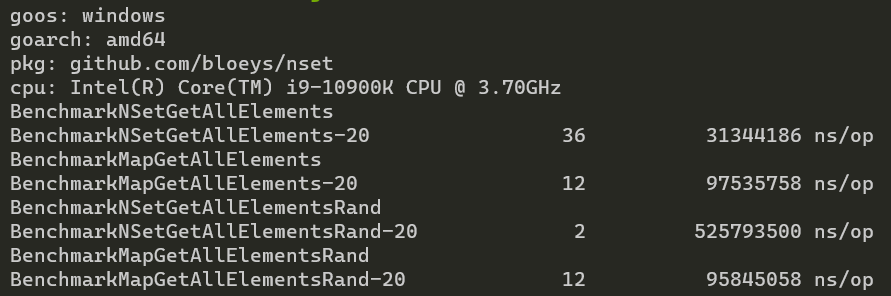 goos: windows
goarch: amd64
pkg: github.com/bloeys/nset
cpu: Intel(R) Core(TM) i9-10900K CPU @ 3.70GHz
BenchmarkNSetGetAllElements
BenchmarkNSetGetAllElements-20 36 31344186 ns/op
BenchmarkMapGetAllElements
BenchmarkMapGetAllElements-20 12 97535758 ns/op
BenchmarkNSetGetAllElementsRand
BenchmarkNSetGetAllElementsRand-20 2 525793500 ns/op
BenchmarkMapGetAllElementsRand
BenchmarkMapGetAllElementsRand-20 12 95845058 ns/op